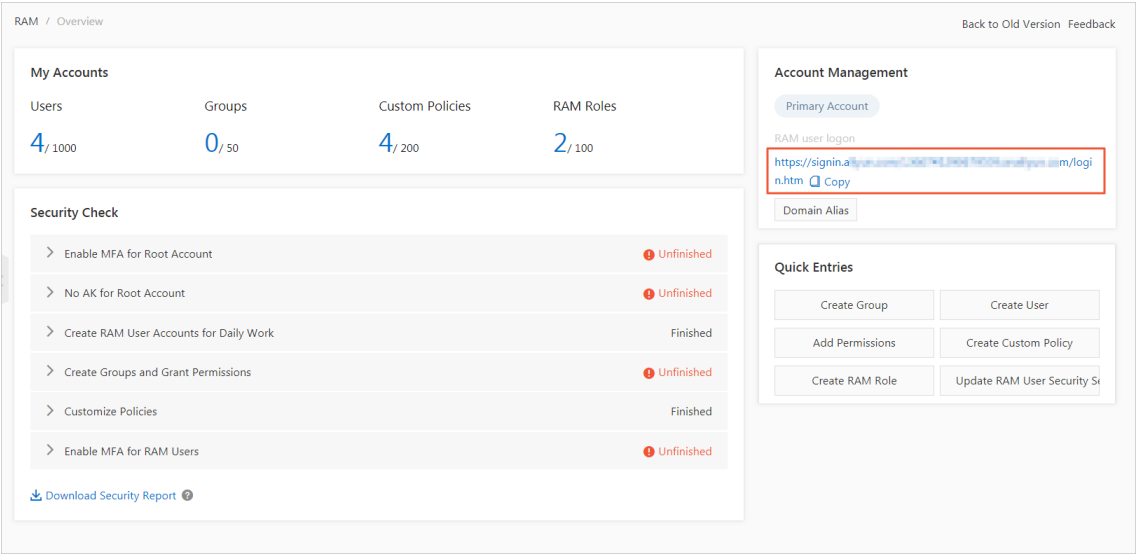 RAM / Overview
Back to Old Version Feedback
My Accounts
Users Groups Custom Policies RAM Roles
4/ 1000 0/ 50 4/ 200 2/ 100
Account Management
Primary Account
RAM user logon
https://signin.a m/logi
n.htm Copy
Domain Alias
Security Check
Enable MFA for Root Account Unfinished
No AK for Root Account Unfinished
Create RAM User Accounts for Daily Work Finished
Create Groups and Grant Permissions Unfinished
Customize Policies Finished
Enable MFA for RAM Users Unfinished
Download Security Report ?
Quick Entries
Create Group Create User
Add Permissions Create Custom Policy
Create RAM Role Update RAM User Security Se